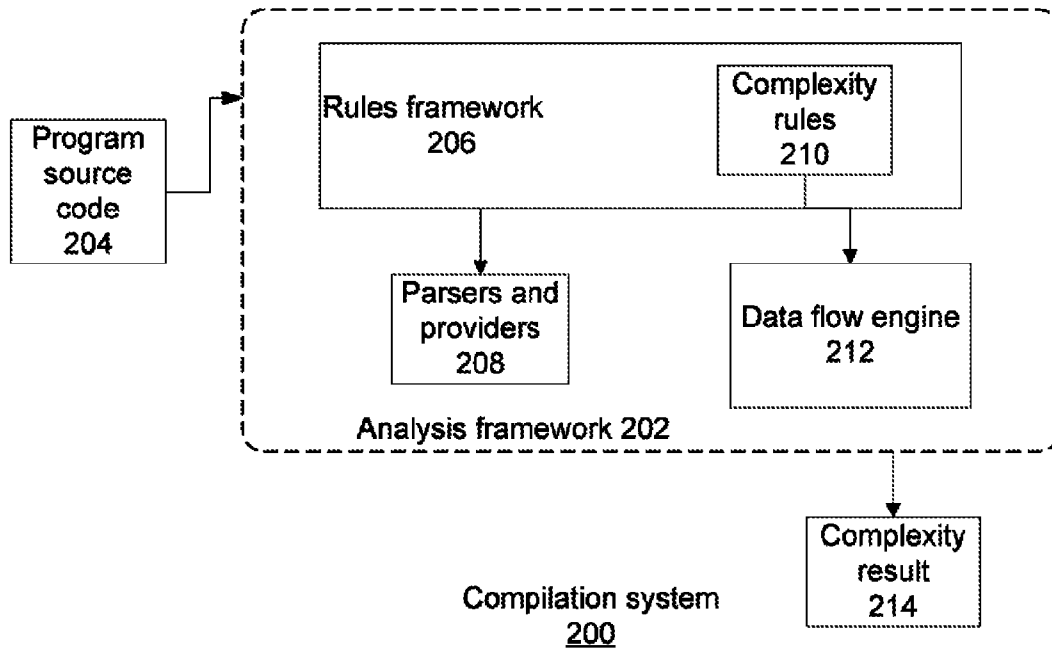 Program
source
code
204
Rules framework
206
Complexity
rules
210
Parsers and
providers
208
Data flow engine
212
Analysis framework 202
Complexity
result
214
Compilation system
200